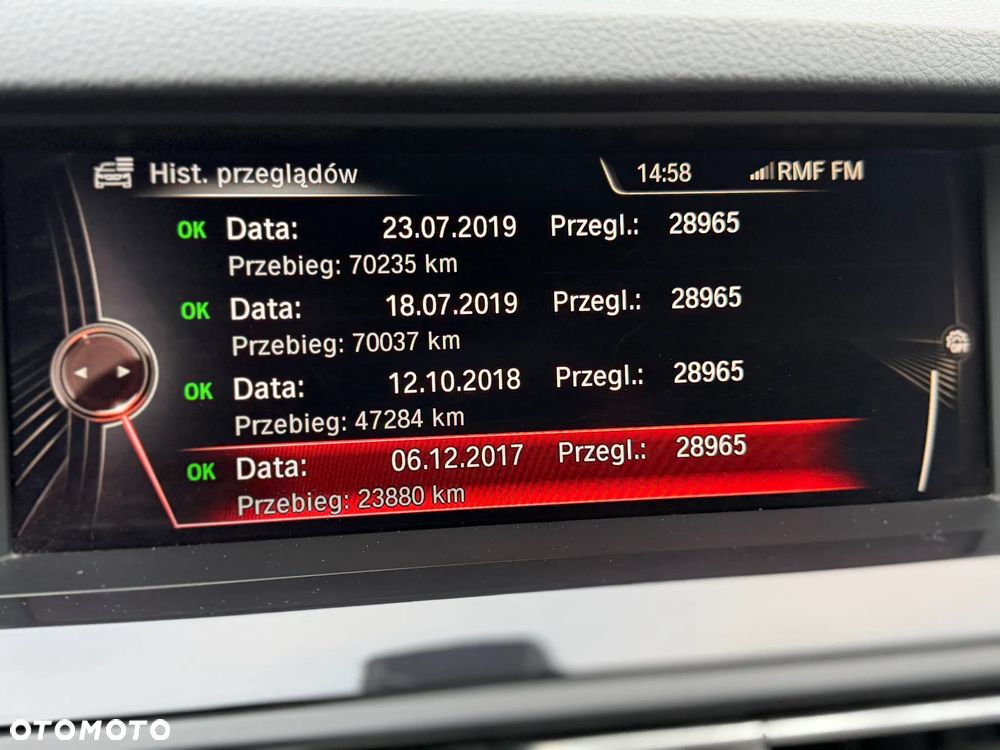 Hist. przeglądów 14:58 RMF FM
OK Data: 23.07.2019 Przegl.: 28965
Przebieg: 70235 km
OK Data: 18.07.2019 Przegl.: 28965
Przebieg: 70037 km
OK Data: 12.10.2018 Przegl.: 28965
Przebieg: 47284 km
OK Data: 06.12.2017 Przegl.: 28965
Przebieg: 23880 km
OTOMOTO